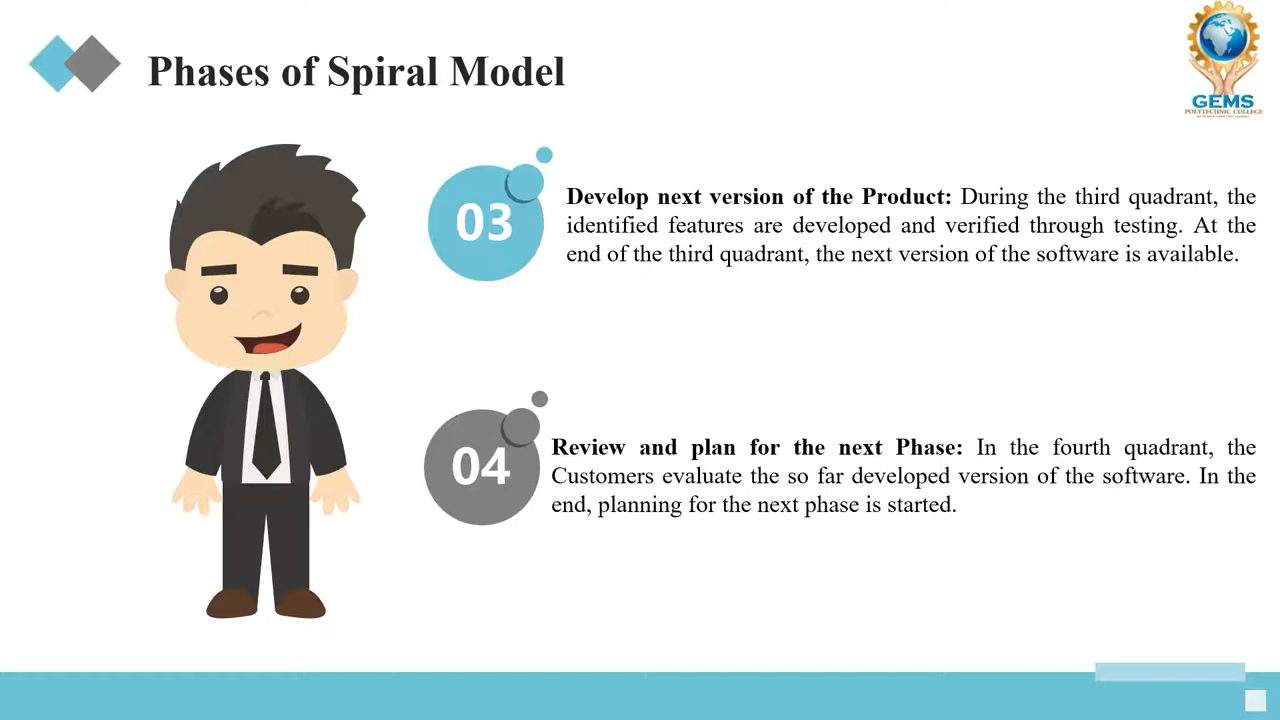 Phases of Spiral Model
GEMS
POLYTECHNIC COLLEGE
03
Develop next version of the Product: During the third quadrant, the
identified features are developed and verified through testing. At the
end of the third quadrant, the next version of the software is available.
04
Review and plan for the next Phase: In the fourth quadrant, the
Customers evaluate the so far developed version of the software. In the
end, planning for the next phase is started.